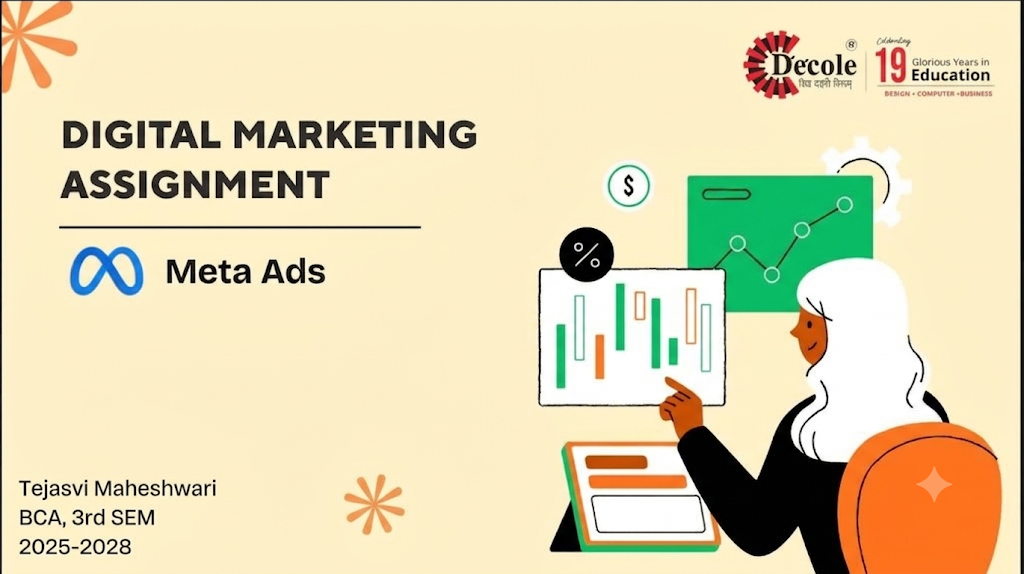 D'ecole
®
Celebrating
19
Glorious Years in
Education
DESIGN • COMPUTER • BUSINESS
DIGITAL MARKETING
ASSIGNMENT
Meta Ads
$
%
Tejasvi Maheshwari
BCA, 3rd SEM
2025-2028